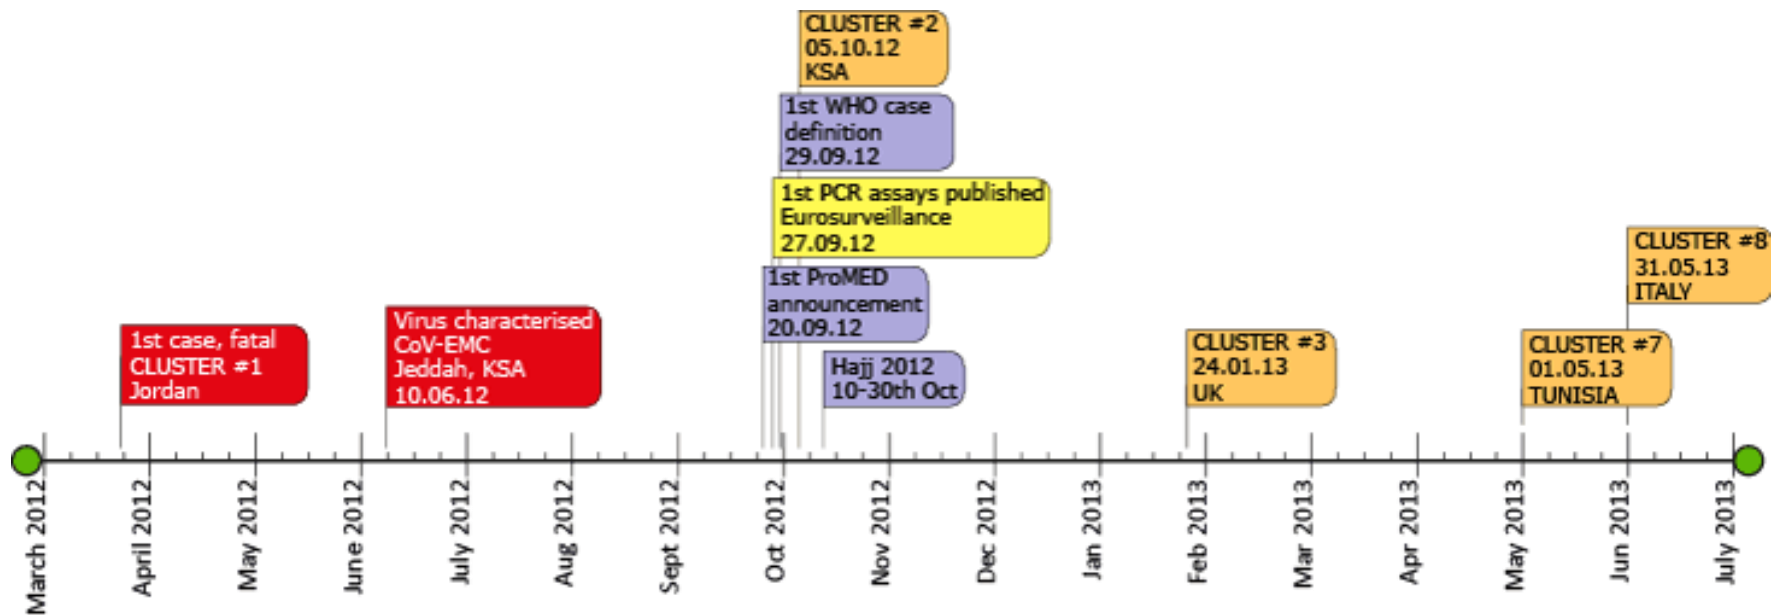 CLUSTER #2
05.10.12
KSA
1st WHO case
definition
29.09.12
1st PCR assays published
Eurosurveillance
27.09.12
1st ProMED
announcement
20.09.12
Hajj 2012
10-30th Oct
1st case, fatal
CLUSTER #1
Jordan
Virus characterised
CoV-EMC
Jeddah, KSA
10.06.12
CLUSTER #3
24.01.13
UK
CLUSTER #7
01.05.13
TUNISIA
CLUSTER #8
31.05.13
ITALY
March 2012
April 2012
May 2012
June 2012
July 2012
Aug 2012
Sept 2012
Oct 2012
Nov 2012
Dec 2012
Jan 2013
Feb 2013
Mar 2013
Apr 2013
May 2013
Jun 2013
July 2013